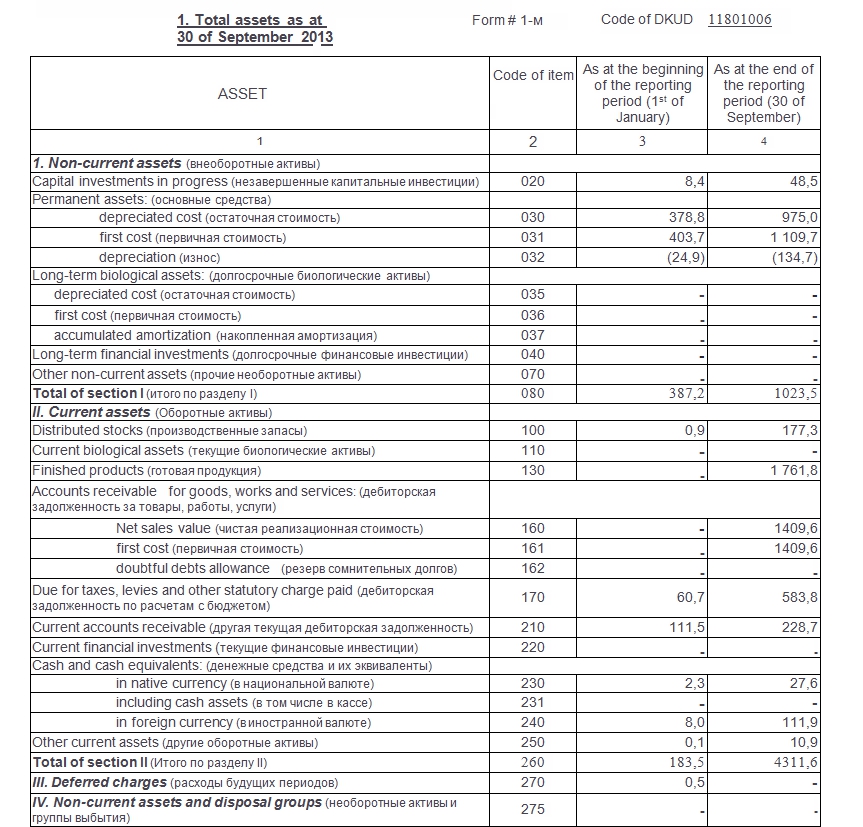 1. Total assets as at
30 of September 2013
Form # 1-м
Code of DKUD 11801006
ASSET
Code of item
As at the beginning
of the reporting
period (1st of
January)
As at the end of
the reporting
period (30 of
September)
1 2 3 4
1. Non-current assets (внеоборотные активы)
Capital investments in progress (незавершенные капитальные инвестиции) 020 8,4 48,5
Permanent assets: (основные средства)
depreciated cost (остаточная стоимость) 030 378,8 975,0
first cost (первичная стоимость) 031 403,7 1 109,7
depreciation (износ) 032 (24,9) (134,7)
Long-term biological assets: (долгосрочные биологические активы)
depreciated cost (остаточная стоимость) 035 - -
first cost (первичная стоимость) 036 - -
accumulated amortization (накопленная амортизация) 037 - -
Long-term financial investments (долгосрочные финансовые инвестиции) 040 - -
Other non-current assets (прочие необоротные активы) 070 - -
Total of section I (итого по разделу I) 080 387,2 1023,5
II. Current assets (Оборотные активы)
Distributed stocks (производственные запасы) 100 0,9 177,3
Current biological assets (текущие биологические активы) 110 - -
Finished products (готовая продукция) 130 - 1 761,8
Accounts receivable for goods, works and services: (дебиторская
задолженность за товары, работы, услуги)
Net sales value (чистая реализационная стоимость) 160 - 1409,6
first cost (первичная стоимость) 161 - 1409,6
doubtful debts allowance (резерв сомнительных долгов) 162 - -
Due for taxes, levies and other statutory charge paid (дебиторская
задолженность по расчетам с бюджетом) 170 60,7 583,8
Current accounts receivable (другая текущая дебиторская задолженность) 210 111,5 228,7
Current financial investments (текущие финансовые инвестиции) 220 - -
Cash and cash equivalents: (денежные средства и их эквиваленты)
in native currency (в национальной валюте) 230 2,3 27,6
including cash assets (в том числе в кассе) 231 - -
in foreign currency (в иностранной валюте) 240 8,0 111,9
Other current assets (другие оборотные активы) 250 0,1 10,9
Total of section II (Итого по разделу II) 260 183,5 4311,6
III. Deferred charges (расходы будущих периодов) 270 0,5 -
IV. Non-current assets and disposal groups (необоротные активы и
группы выбытия) 275 - -